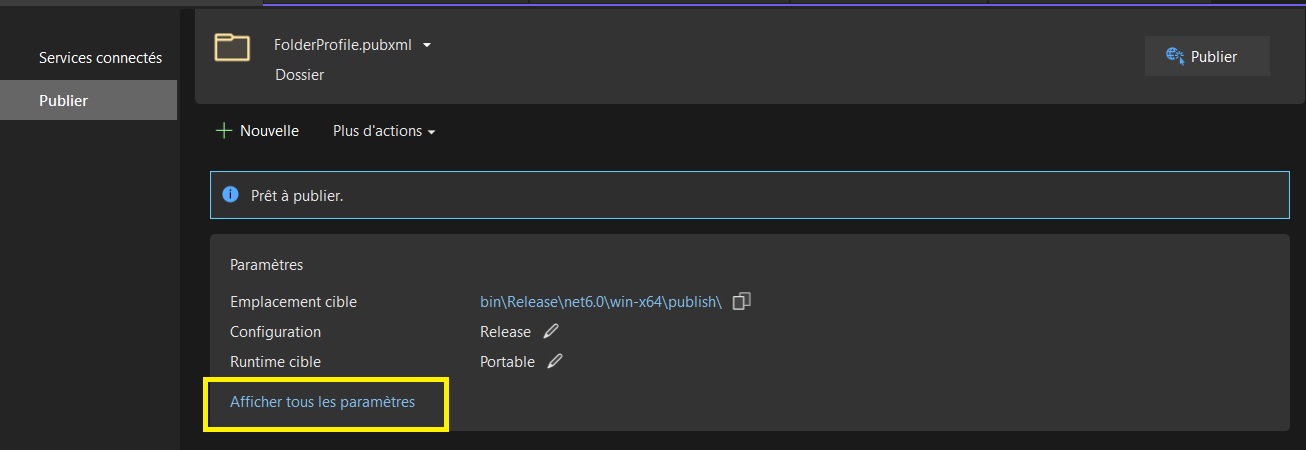 Services connectés
Publier
FolderProfile.pubxml
Dossier
Publier
Nouvelle
Plus d'actions
Prêt à publier.
Paramètres
Emplacement cible bin\Release\net6.0\win-x64\publish\
Configuration Release
Runtime cible Portable
Afficher tous les paramètres